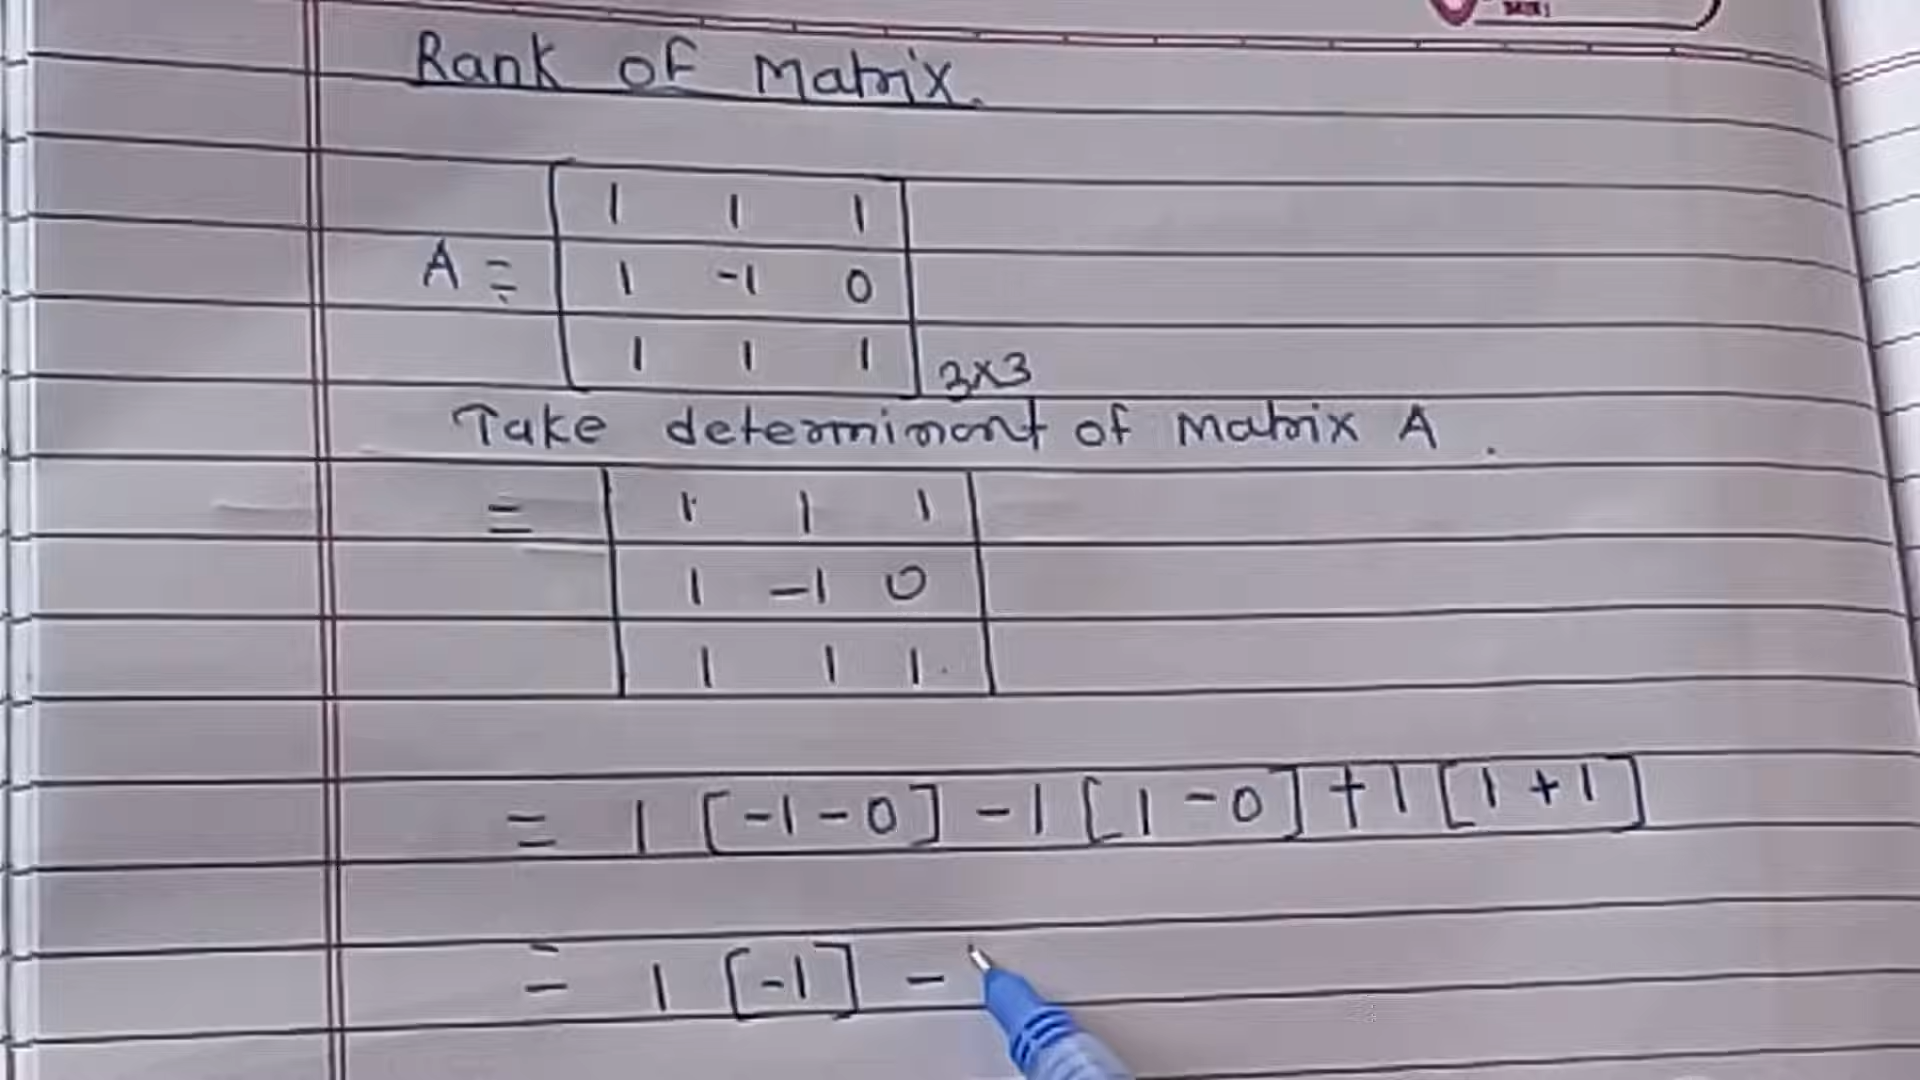 Rank of Matrix.
1 1 1
A = 1 -1 0
1 1 1 3x3
Take determinant of Matrix A.
= 1 1 1
1 -1 0
1 1 1
= 1 [-1-0] -1 [1-0] +1 [1+1]
= 1 [-1] -